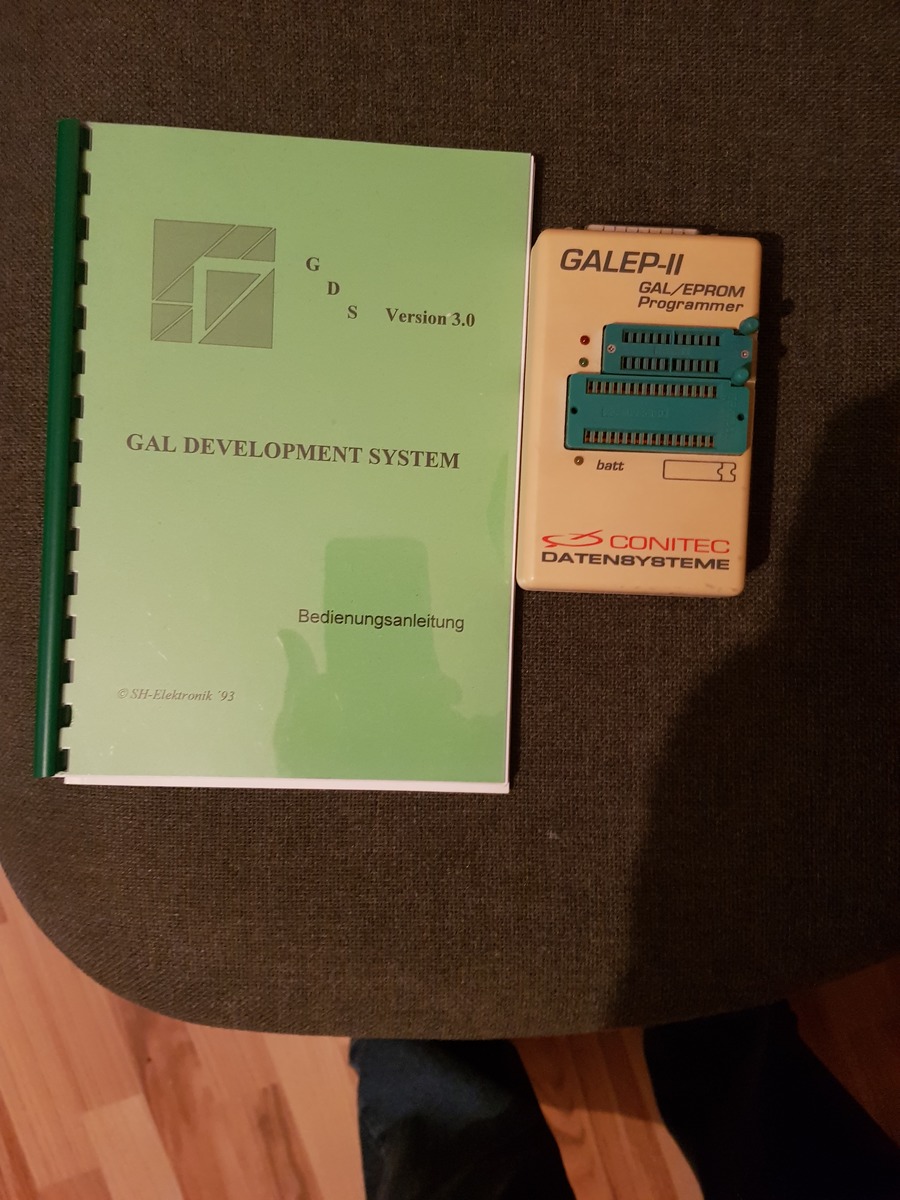 G
D
S Version 3.0
GAL DEVELOPMENT SYSTEM
Bedienungsanleitung
© SH-Elektronik ´93
GALEP-II
GAL/EPROM
Programmer
batt
CONITEC
DATENSYSTEME